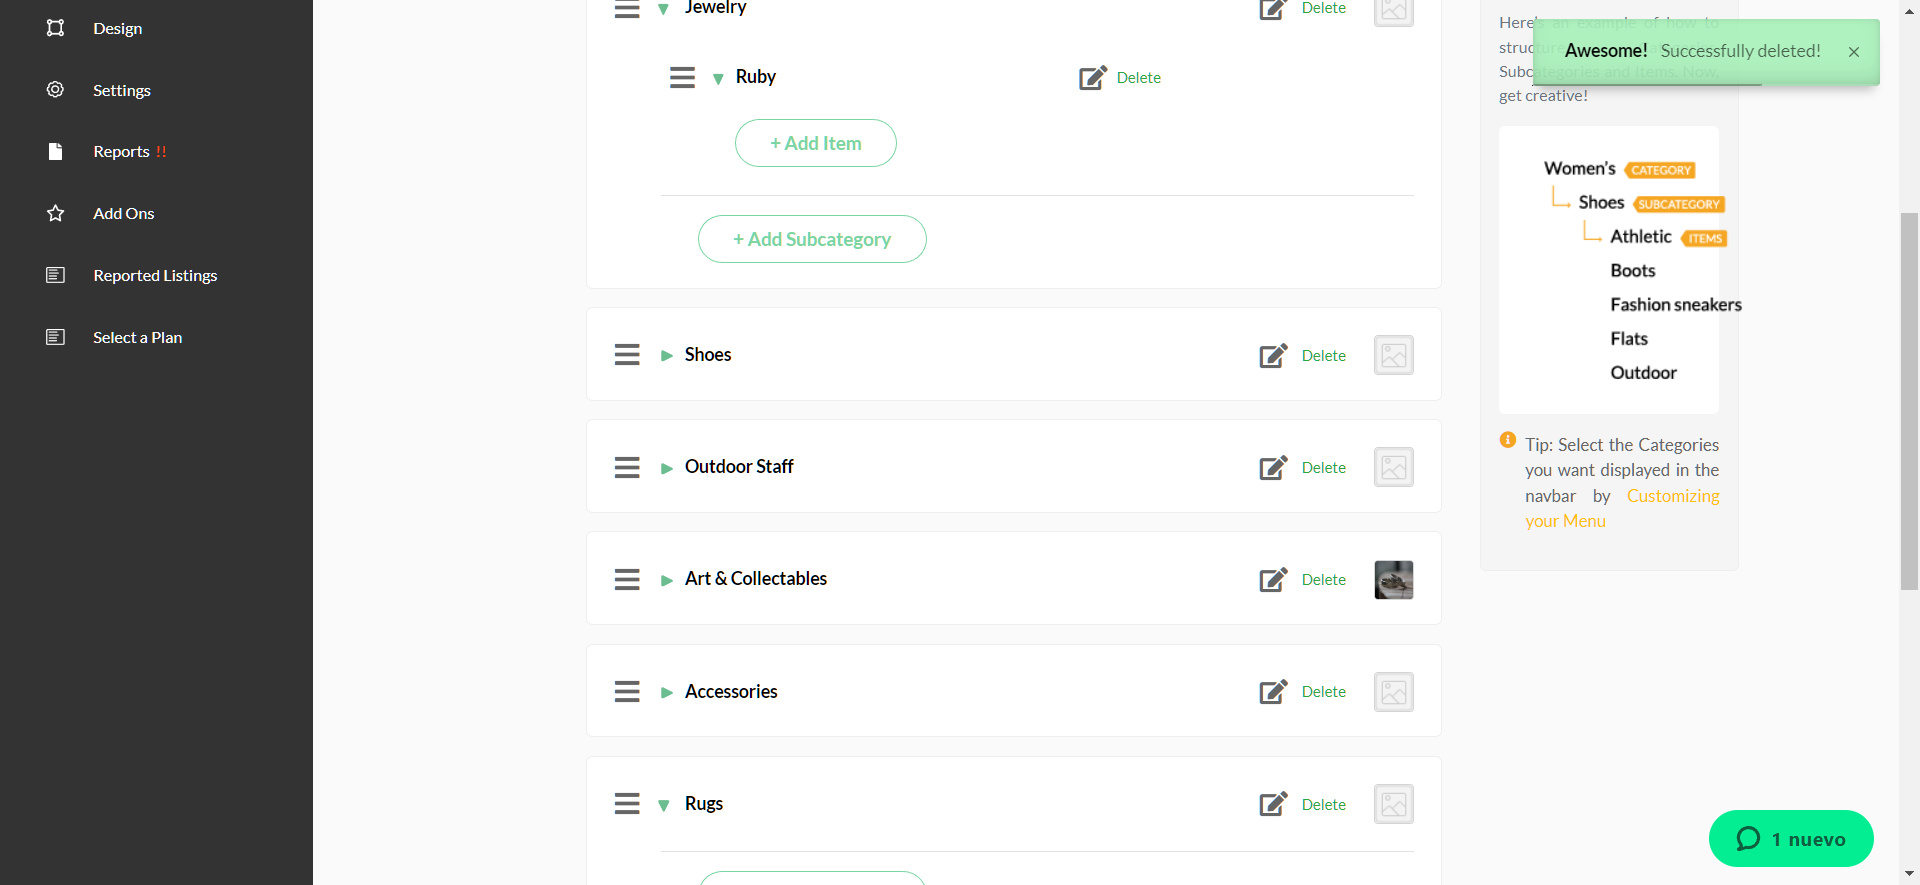 Design
Settings
Reports !!
Add Ons
Reported Listings
Select a Plan
Jewelry
Delete
Ruby
Delete
+ Add Item
+ Add Subcategory
Shoes
Delete
Outdoor Staff
Delete
Art & Collectables
Delete
Accessories
Delete
Rugs
Delete
Here's an example of how to
structure
Subcategories and Items. Now,
get creative!
Awesome! Successfully deleted! ×
Women's CATEGORY
Shoes SUBCATEGORY
Athletic ITEMS
Boots
Fashion sneakers
Flats
Outdoor
Tip: Select the Categories
you want displayed in the
navbar by Customizing
your Menu
1 nuevo